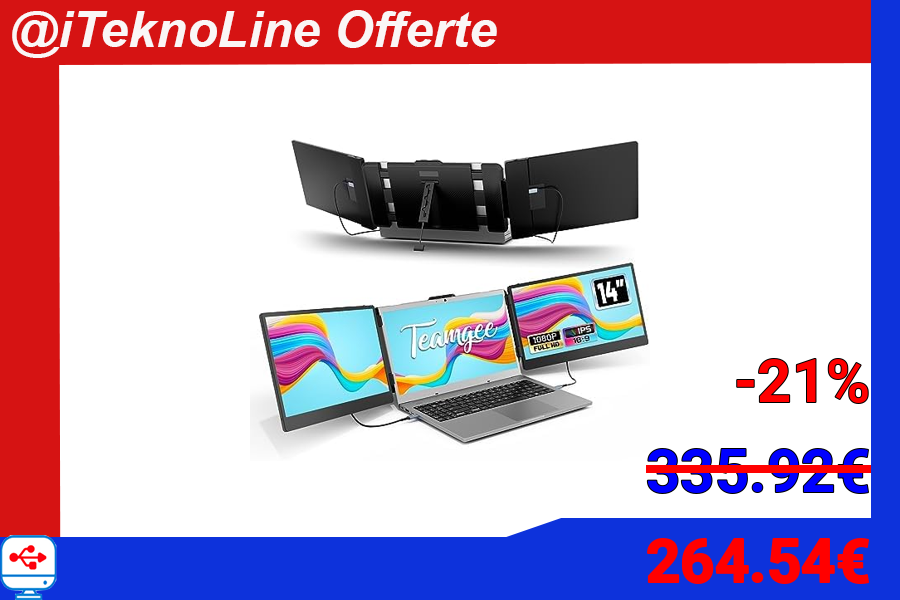 @iTeknoLine Offerte
14"
Teamgee
1080P
FULL HD
IPS
16:9
-21%
335.92€
264.54€